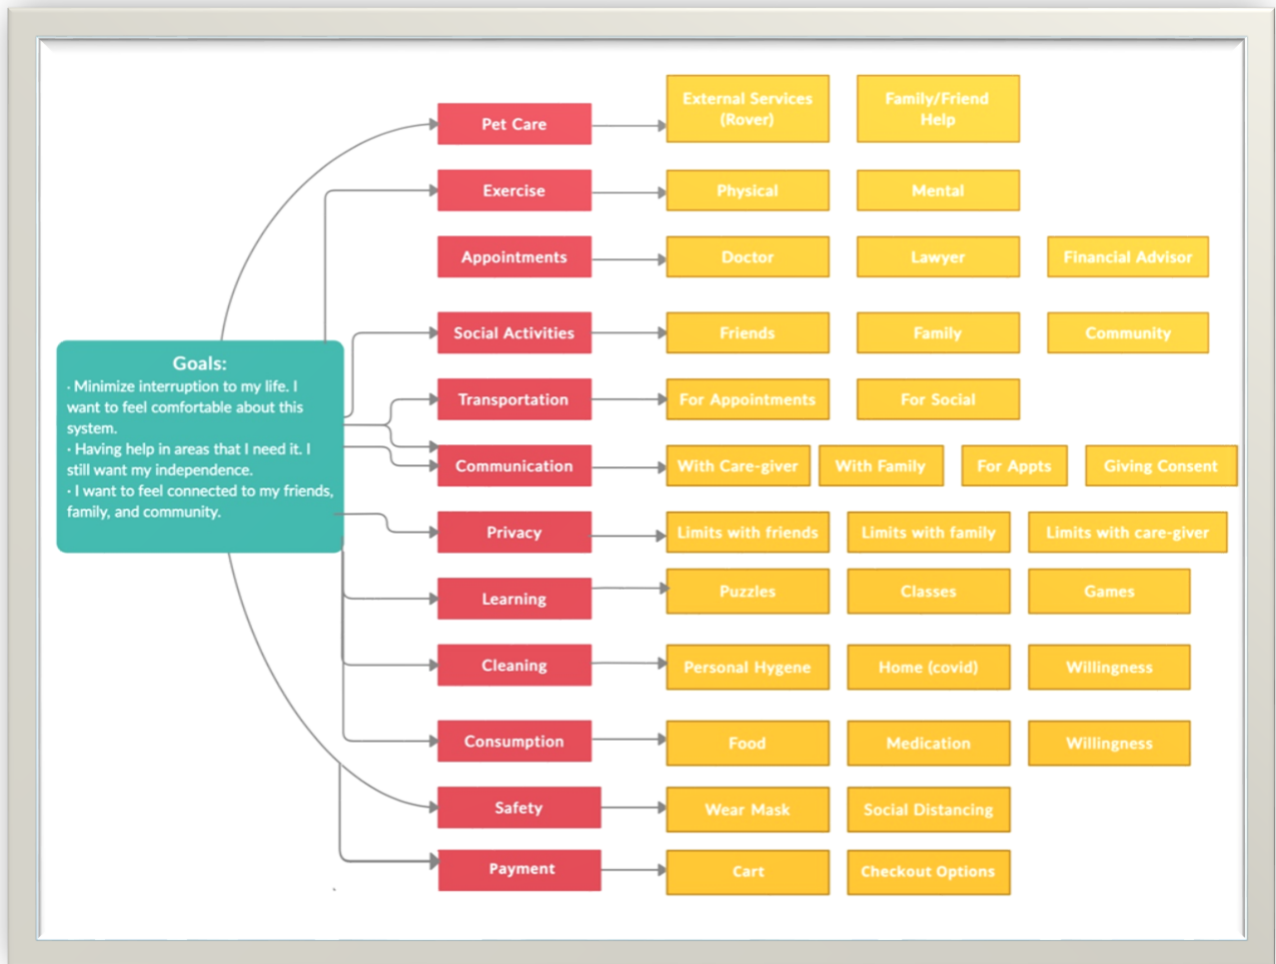 Pet Care
External Services
(Rover)
Family/Friend
Help
Exercise
Physical
Mental
Appointments
Doctor
Lawyer
Financial Advisor
Social Activities
Friends
Family
Community
Goals:
· Minimize interruption to my life. I
want to feel comfortable about this
system.
· Having help in areas that I need it. I
still want my independence.
· I want to feel connected to my friends,
family, and community.
Transportation
For Appointments
For Social
Communication
With Care-giver
With Family
For Appts
Giving Consent
Privacy
Limits with friends
Limits with family
Limits with care-giver
Learning
Puzzles
Classes
Games
Cleaning
Personal Hygene
Home (covid)
Willingness
Consumption
Food
Medication
Willingness
Safety
Wear Mask
Social Distancing
Payment
Cart
Checkout Options